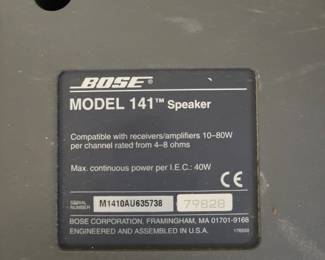 BOSE®
MODEL 141™ Speaker
Compatible with receivers/amplifiers 10-80W
per channel rated from 4-8 ohms
Max. continuous power per I.E.C.: 40W
CE
SERIAL NUMBER M1410AU635738 79828
BOSE CORPORATION, FRAMINGHAM, MA 01701-9168
ENGINEERED AND ASSEMBLED IN U.S.A.